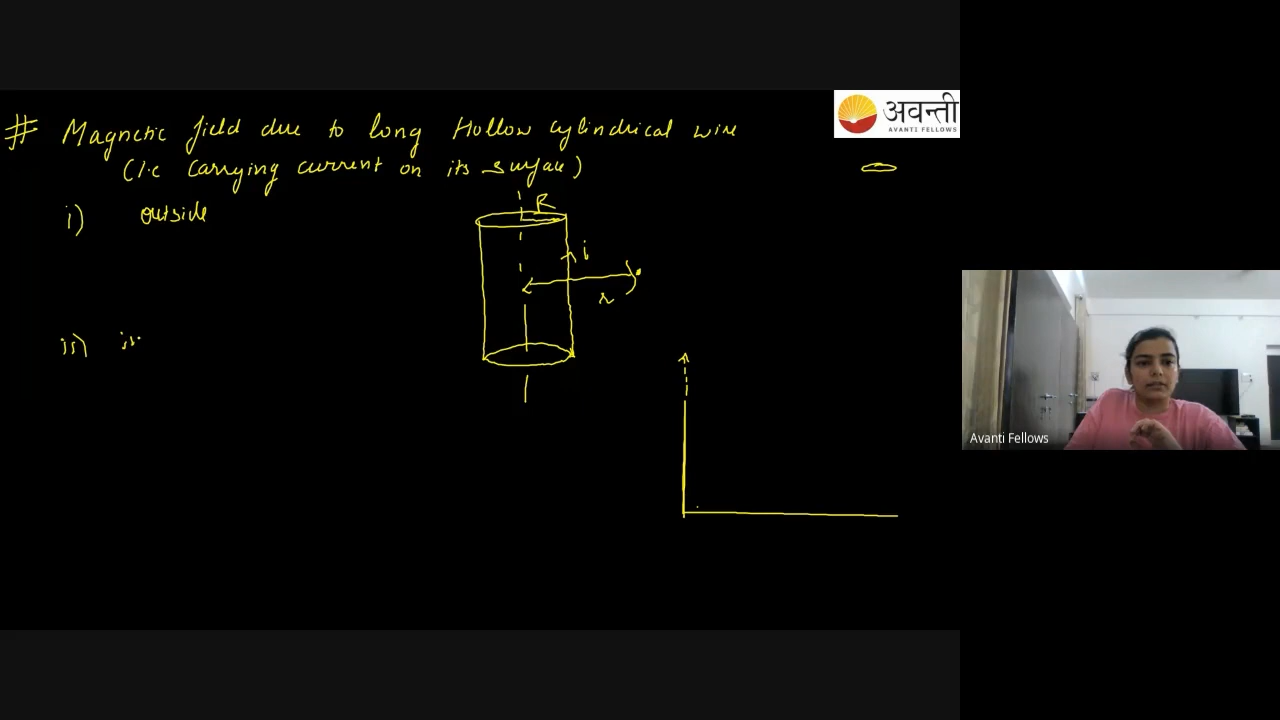 # Magnetic field due to long Hollow cylindrical wire
(i.e carrying current on its surface)
i) outside
R
i
r
ii) is
अवन्ती
AVANTI FELLOWS
Avanti Fellows